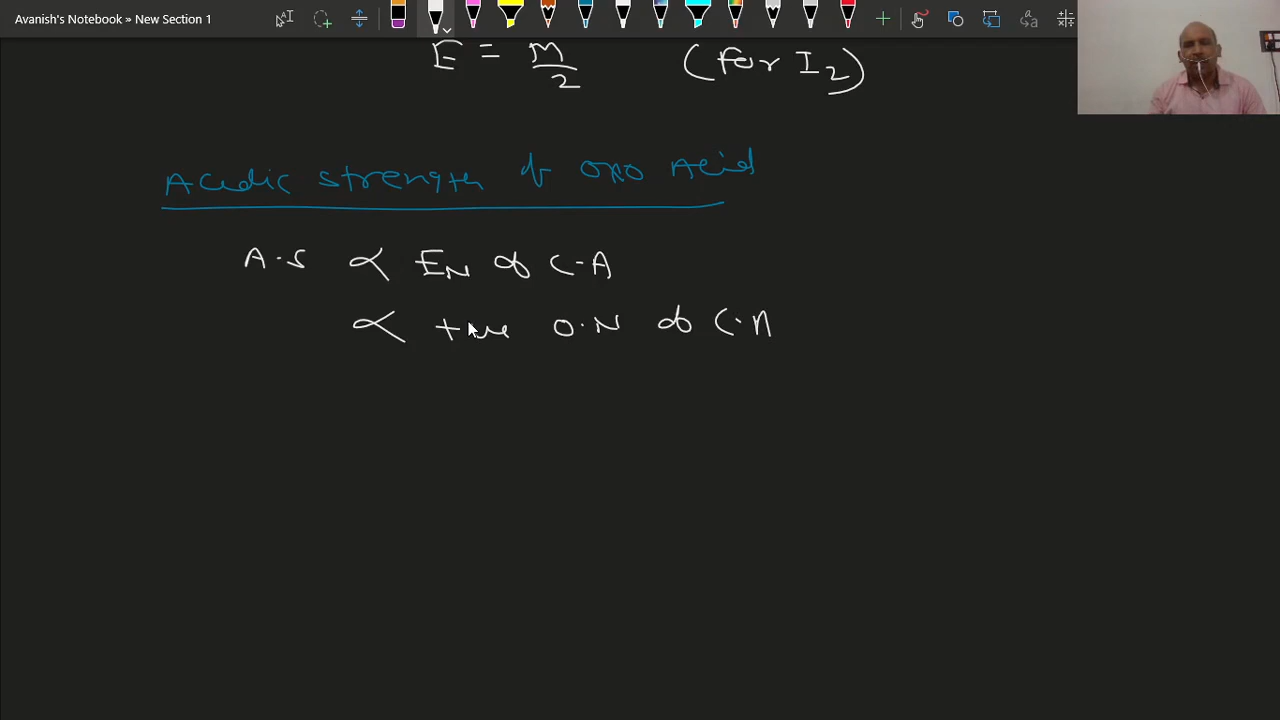 Avanish's Notebook » New Section 1
E = M/2 (for I₂)
Acidic strength of oxo Acid
A·S ∝ EN of C-A
∝ +ve O·N of C·A